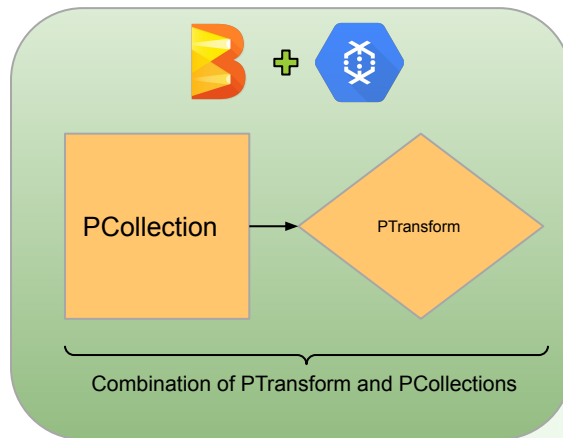 PCollection
PTransform
Combination of PTransform and PCollections